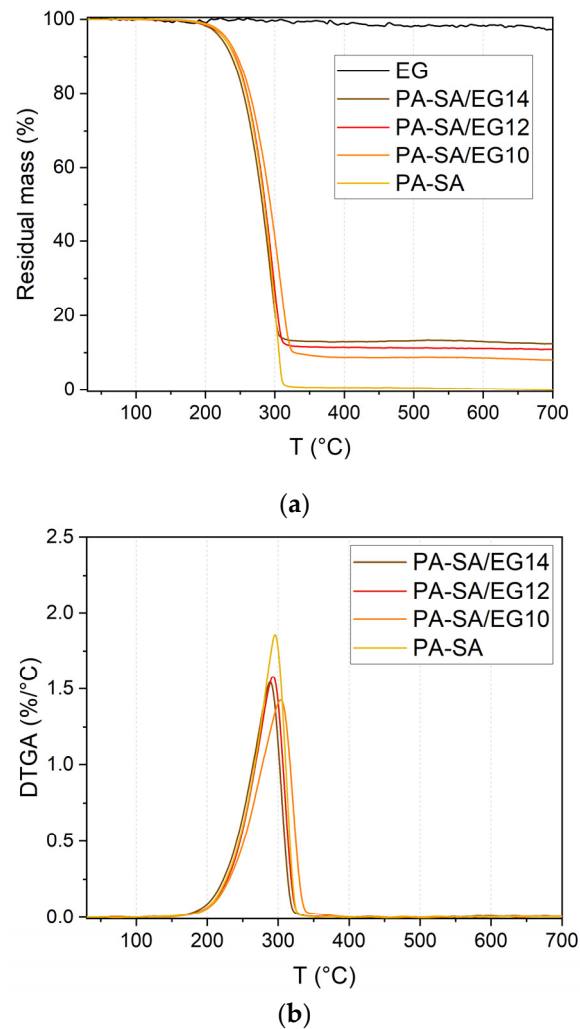 100
80
60
40
20
0
Residual mass (%)
EG
PA-SA/EG14
PA-SA/EG12
PA-SA/EG10
PA-SA
100 200 300 400 500 600 700
T (°C)
(a)
2.5
2.0
1.5
1.0
0.5
0.0
DTGA (%/°C)
PA-SA/EG14
PA-SA/EG12
PA-SA/EG10
PA-SA
100 200 300 400 500 600 700
T (°C)
(b)